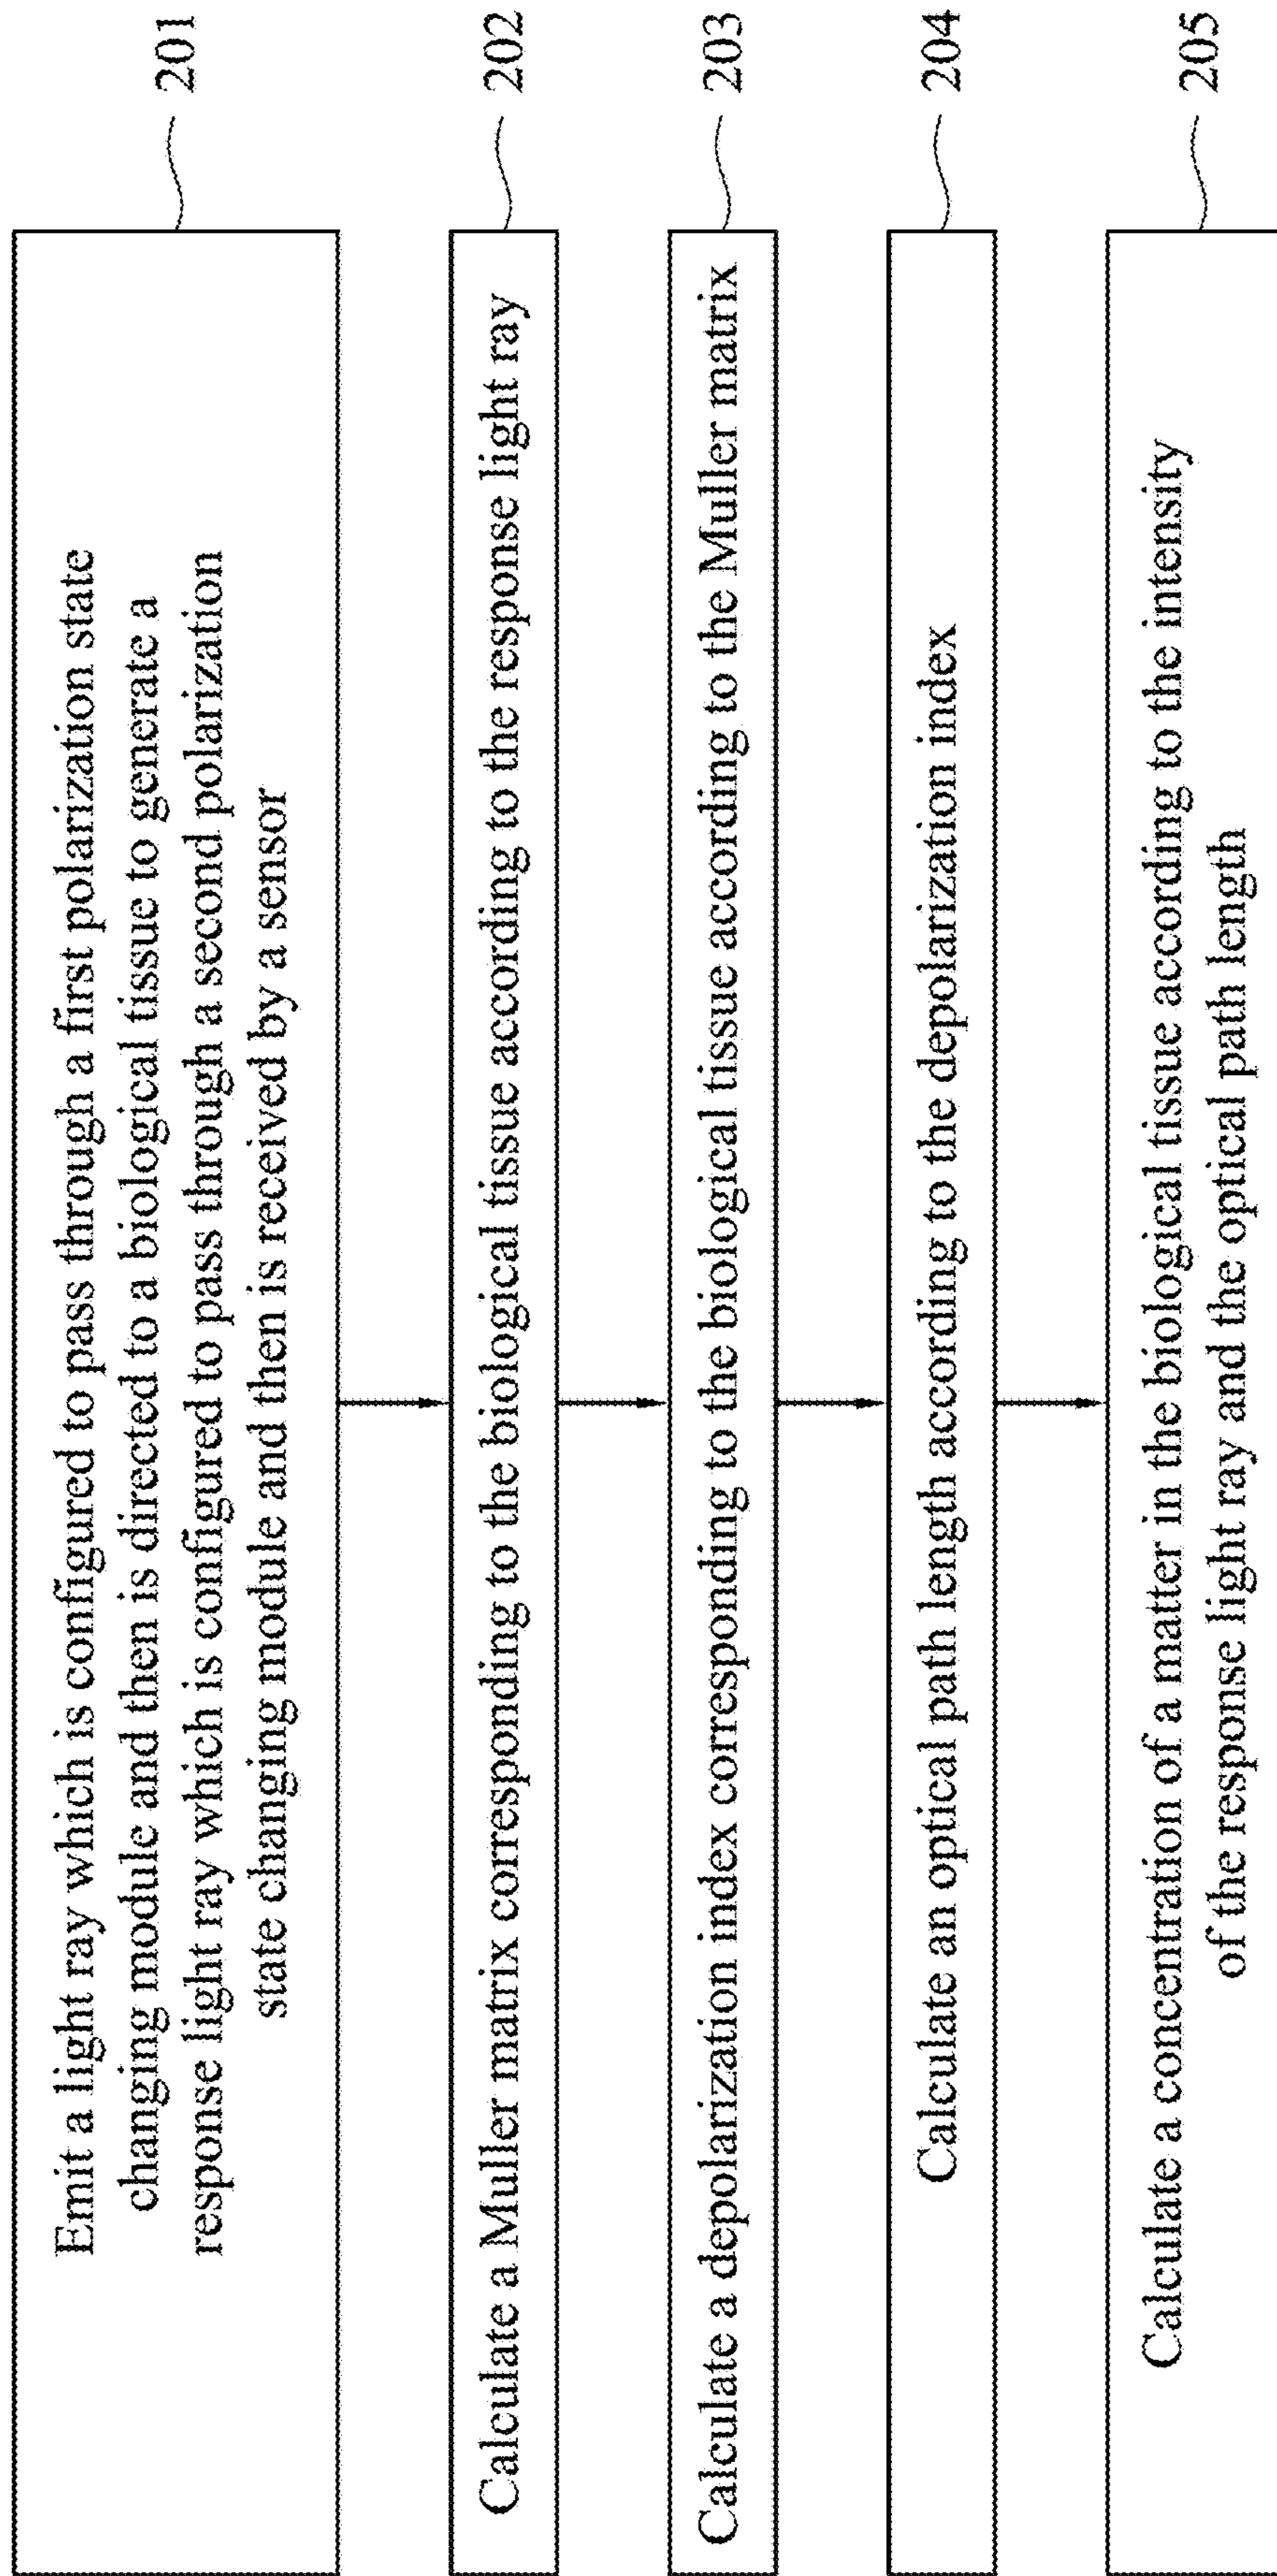 Emit a light ray which is configured to pass through a first polarization state
changing module and then is directed to a biological tissue to generate a
response light ray which is configured to pass through a second polarization
state changing module and then is received by a sensor
201
Calculate a Muller matrix corresponding to the biological tissue according to the response light ray
202
Calculate a depolarization index corresponding to the biological tissue according to the Muller matrix
203
Calculate an optical path length according to the depolarization index
204
Calculate a concentration of a matter in the biological tissue according to the intensity
of the response light ray and the optical path length
205